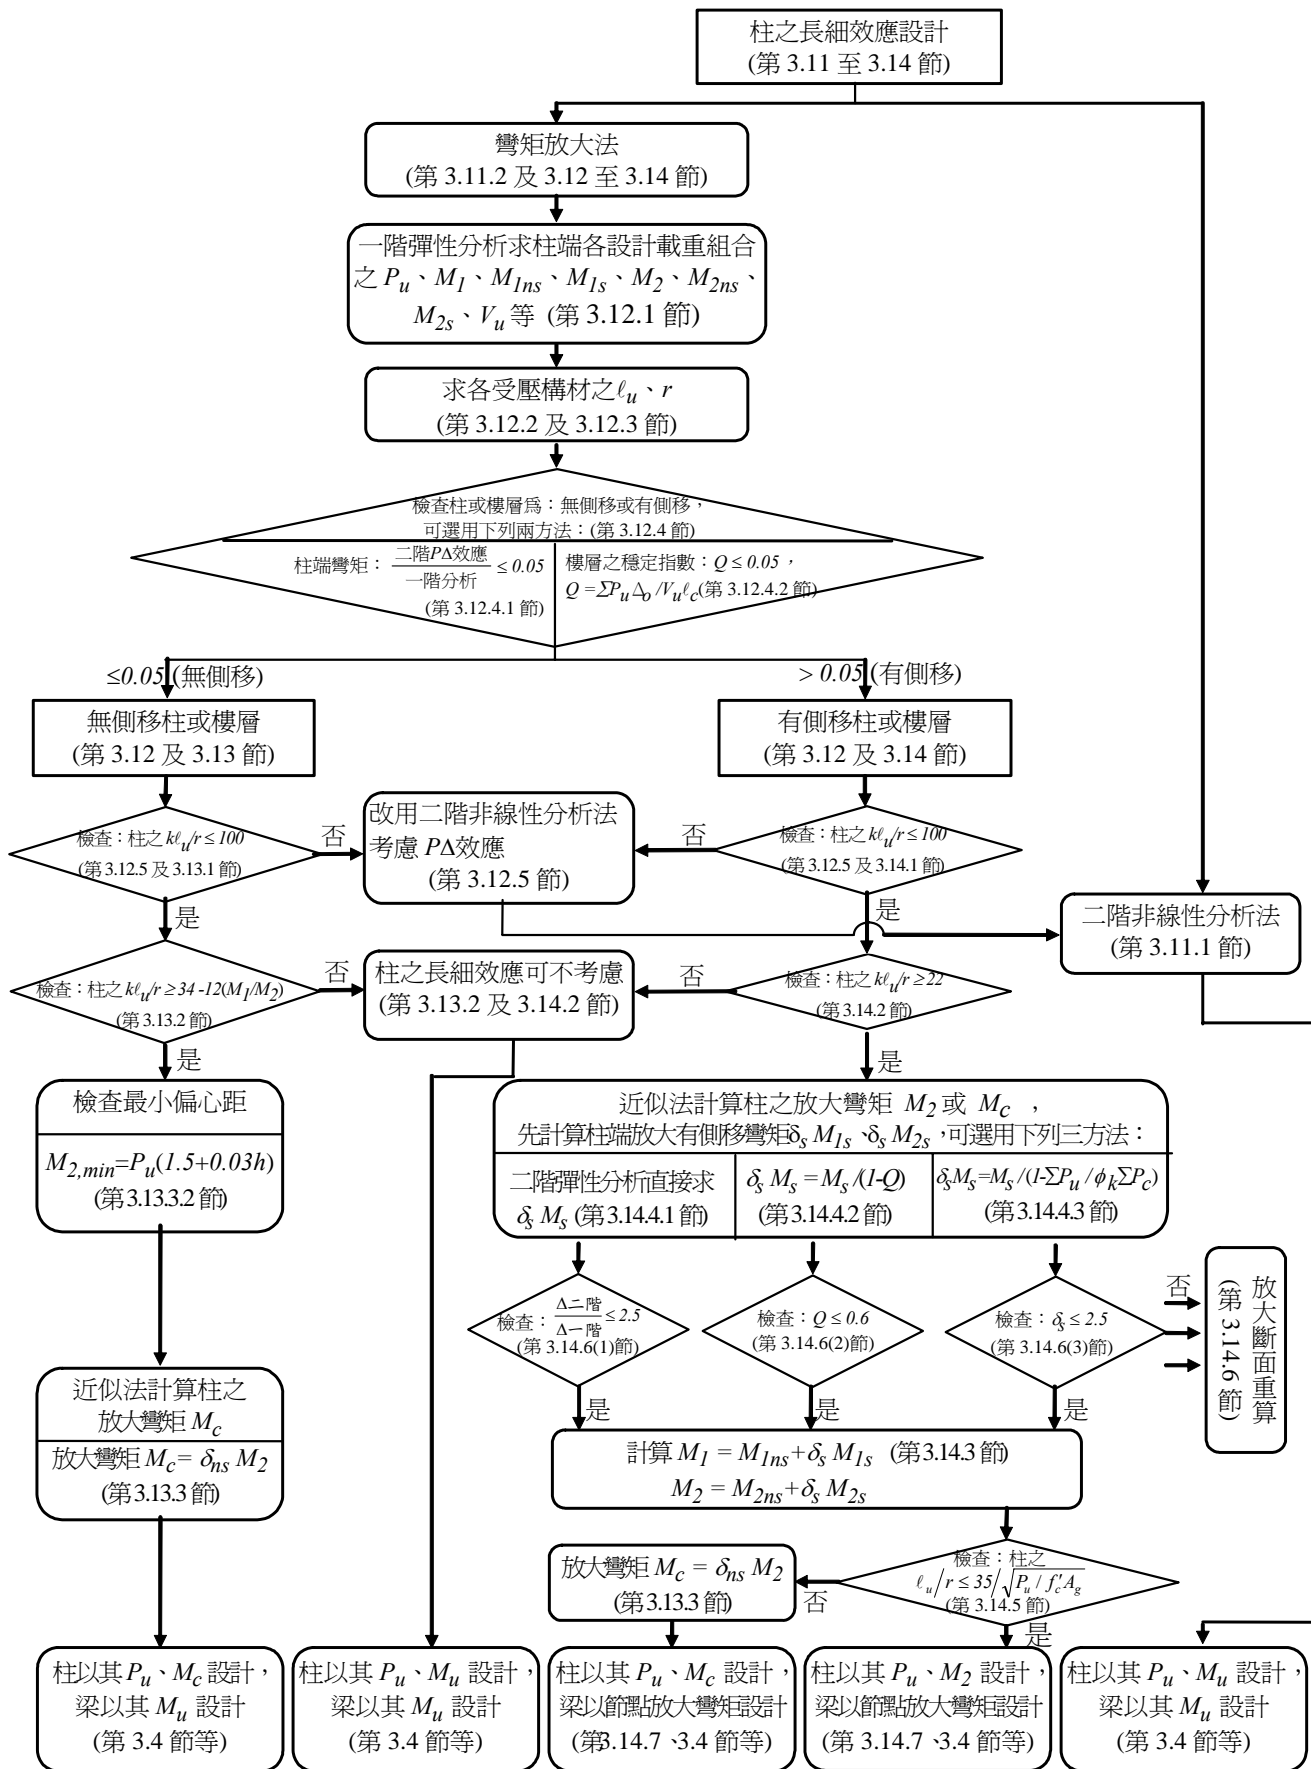 柱之長細效應設計
(第 3.11 至 3.14 節)
彎矩放大法
(第 3.11.2 及 3.12 至 3.14 節)
一階彈性分析求柱端各設計載重組合
之 Pu、M1、M1ns、M1s、M2、M2ns、
M2s、Vu 等 (第 3.12.1 節)
求各受壓構材之ℓu、r
(第 3.12.2 及 3.12.3 節)
檢查柱或樓層為：無側移或有側移，
可選用下列兩方法：(第 3.12.4 節)
柱端彎矩： 二階PΔ效應/一階分析 ≤ 0.05
(第 3.12.4.1 節)
樓層之穩定指數：Q ≤ 0.05，
Q =ΣPuΔo/Vuℓc(第 3.12.4.2 節)
≤0.05 (無側移)
> 0.05 (有側移)
無側移柱或樓層
(第 3.12 及 3.13 節)
有側移柱或樓層
(第 3.12 及 3.14 節)
檢查：柱之 kℓu/r ≤ 100
(第 3.12.5 及 3.13.1 節)
否
改用二階非線性分析法
考慮 PΔ效應
(第 3.12.5 節)
否
檢查：柱之 kℓu/r ≤ 100
(第 3.12.5 及 3.14.1 節)
是
是
二階非線性分析法
(第 3.11.1 節)
檢查：柱之 kℓu/r ≥ 34 -12(M1/M2)
(第 3.13.2 節)
否
柱之長細效應可不考慮
(第 3.13.2 及 3.14.2 節)
否
檢查：柱之 kℓu/r ≥ 22
(第 3.14.2 節)
是
是
檢查最小偏心距
M2,min=Pu(1.5+0.03h)
(第 3.13.3.2 節)
近似法計算柱之放大彎矩 M2 或 Mc ，
先計算柱端放大有側移彎矩δs M1s、δs M2s，可選用下列三方法：
二階彈性分析直接求
δs Ms (第 3.14.4.1 節)
δs Ms = Ms /(1-Q)
(第 3.14.4.2 節)
δsMs=Ms /(1-ΣPu / ϕkΣPc)
(第 3.14.4.3 節)
檢查：Δ二階/Δ一階 ≤ 2.5
(第 3.14.6(1)節)
檢查：Q ≤ 0.6
(第 3.14.6(2)節)
檢查：δs ≤ 2.5
(第 3.14.6(3)節)
否
放大斷面重算
(第 3.14.6 節)
是
是
是
近似法計算柱之
放大彎矩 Mc
放大彎矩 Mc = δns M2
(第 3.13.3 節)
計算 M1 = M1ns+ δs M1s (第 3.14.3 節)
M2 = M2ns+ δs M2s
放大彎矩 Mc = δns M2
(第 3.13.3 節)
否
檢查：柱之
ℓu/r ≤ 35/√Pu / f′cAg
(第 3.14.5 節)
是
柱以其 Pu、Mc 設計，
梁以其 Mu 設計
(第 3.4 節等)
柱以其 Pu、Mu 設計，
梁以其 Mu 設計
(第 3.4 節等)
柱以其 Pu、Mc 設計，
梁以節點放大彎矩設計
(第3.14.7 、3.4 節等)
柱以其 Pu、M2 設計，
梁以節點放大彎矩設計
(第 3.14.7 、3.4 節等)
柱以其 Pu、Mu 設計，
梁以其 Mu 設計
(第 3.4 節等)